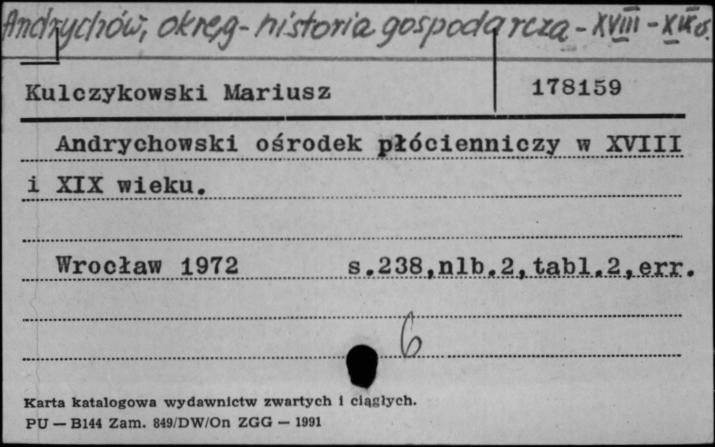 Andrychów, okręg - historia gospodarcza - XVIII - XIX w.
Kulczykowski Mariusz 178159
Andrychowski ośrodek płócienniczy w XVIII
i XIX wieku.
Wrocław 1972 s.238,nlb.2,tabl.2,err.
6
Karta katalogowa wydawnictw zwartych i ciągłych.
PU — B144 Zam. 849/DW/On ZGG — 1991